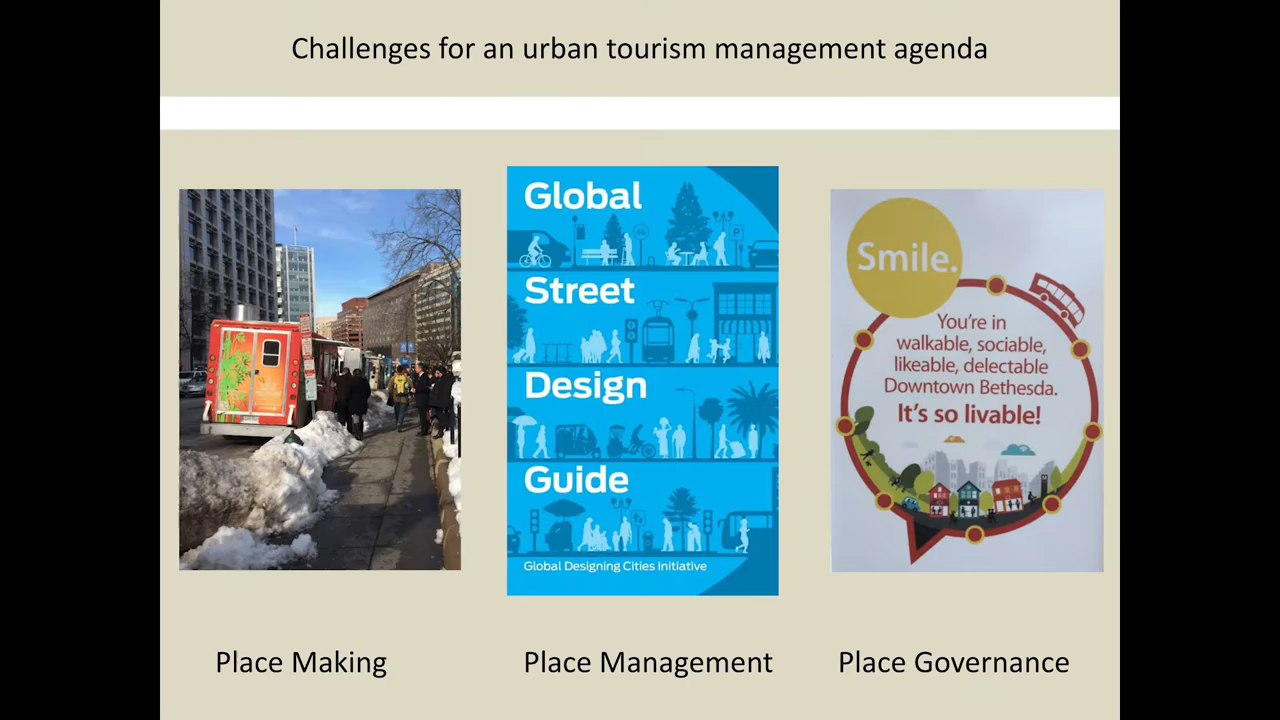 Challenges for an urban tourism management agenda
Global
Street
Design
Guide
Global Designing Cities Initiative
Smile.
You're in
walkable, sociable,
likeable, delectable
Downtown Bethesda.
It's so livable!
Place Making
Place Management
Place Governance